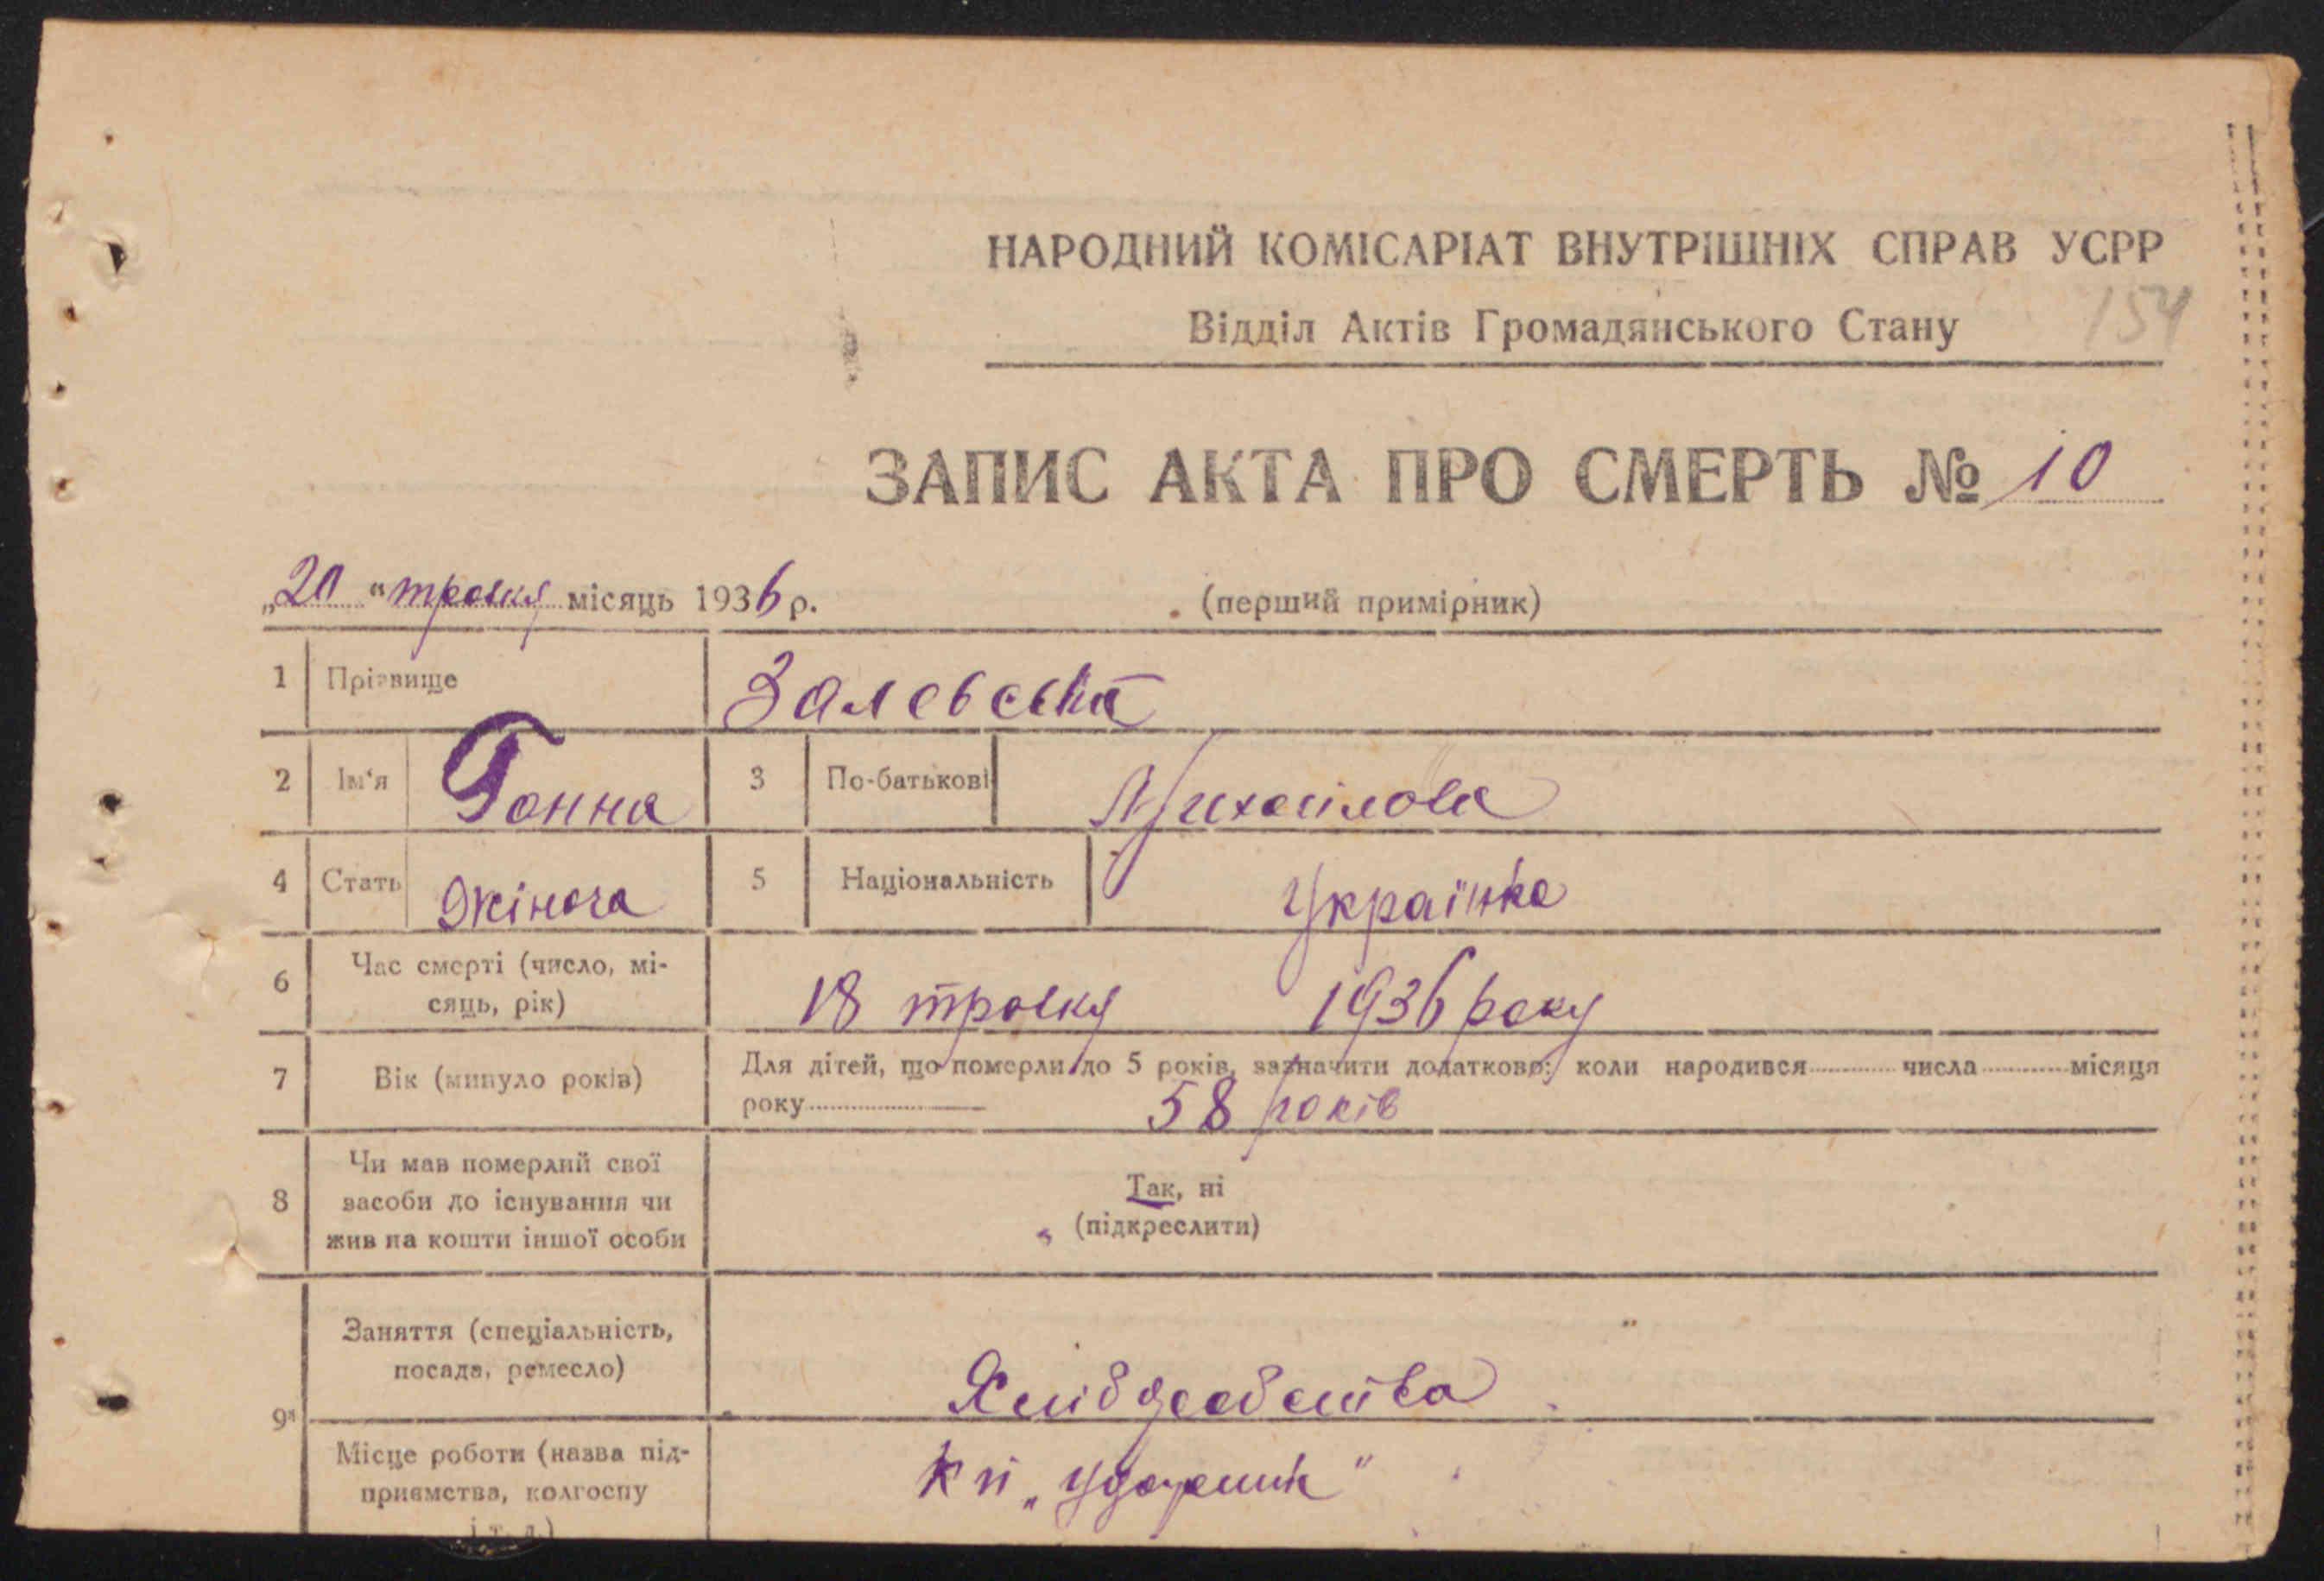 НАРОДНИЙ КОМІСАРІАТ ВНУТРІШНІХ СПРАВ УСРР
Відділ Актів Громадянського Стану 154
ЗАПИС АКТА ПРО СМЕРТЬ № 10
„20“ травня місяць 1936 р. (перший примірник)
1 Прізвище Залевська
2 Ім‘я Ганна 3 По-батькові Михайлова
4 Стать Жіноча 5 Національність Українка
6 Час смерті (число, мі-
сяць, рік) 18 травня 1936 року
7 Вік (минуло років) Для дітей, що померли до 5 років, зазначити додатково: коли народився числа місяця
року 58 років
8 Чи мав померлий свої
засоби до існування чи
жив на кошти іншої особи
Так, ні
(підкреслити)
9 Заняття (спеціальність,
посада, ремесло)
Місце роботи (назва під-
приємства, колгоспу
і т. д.)
„Ударник“